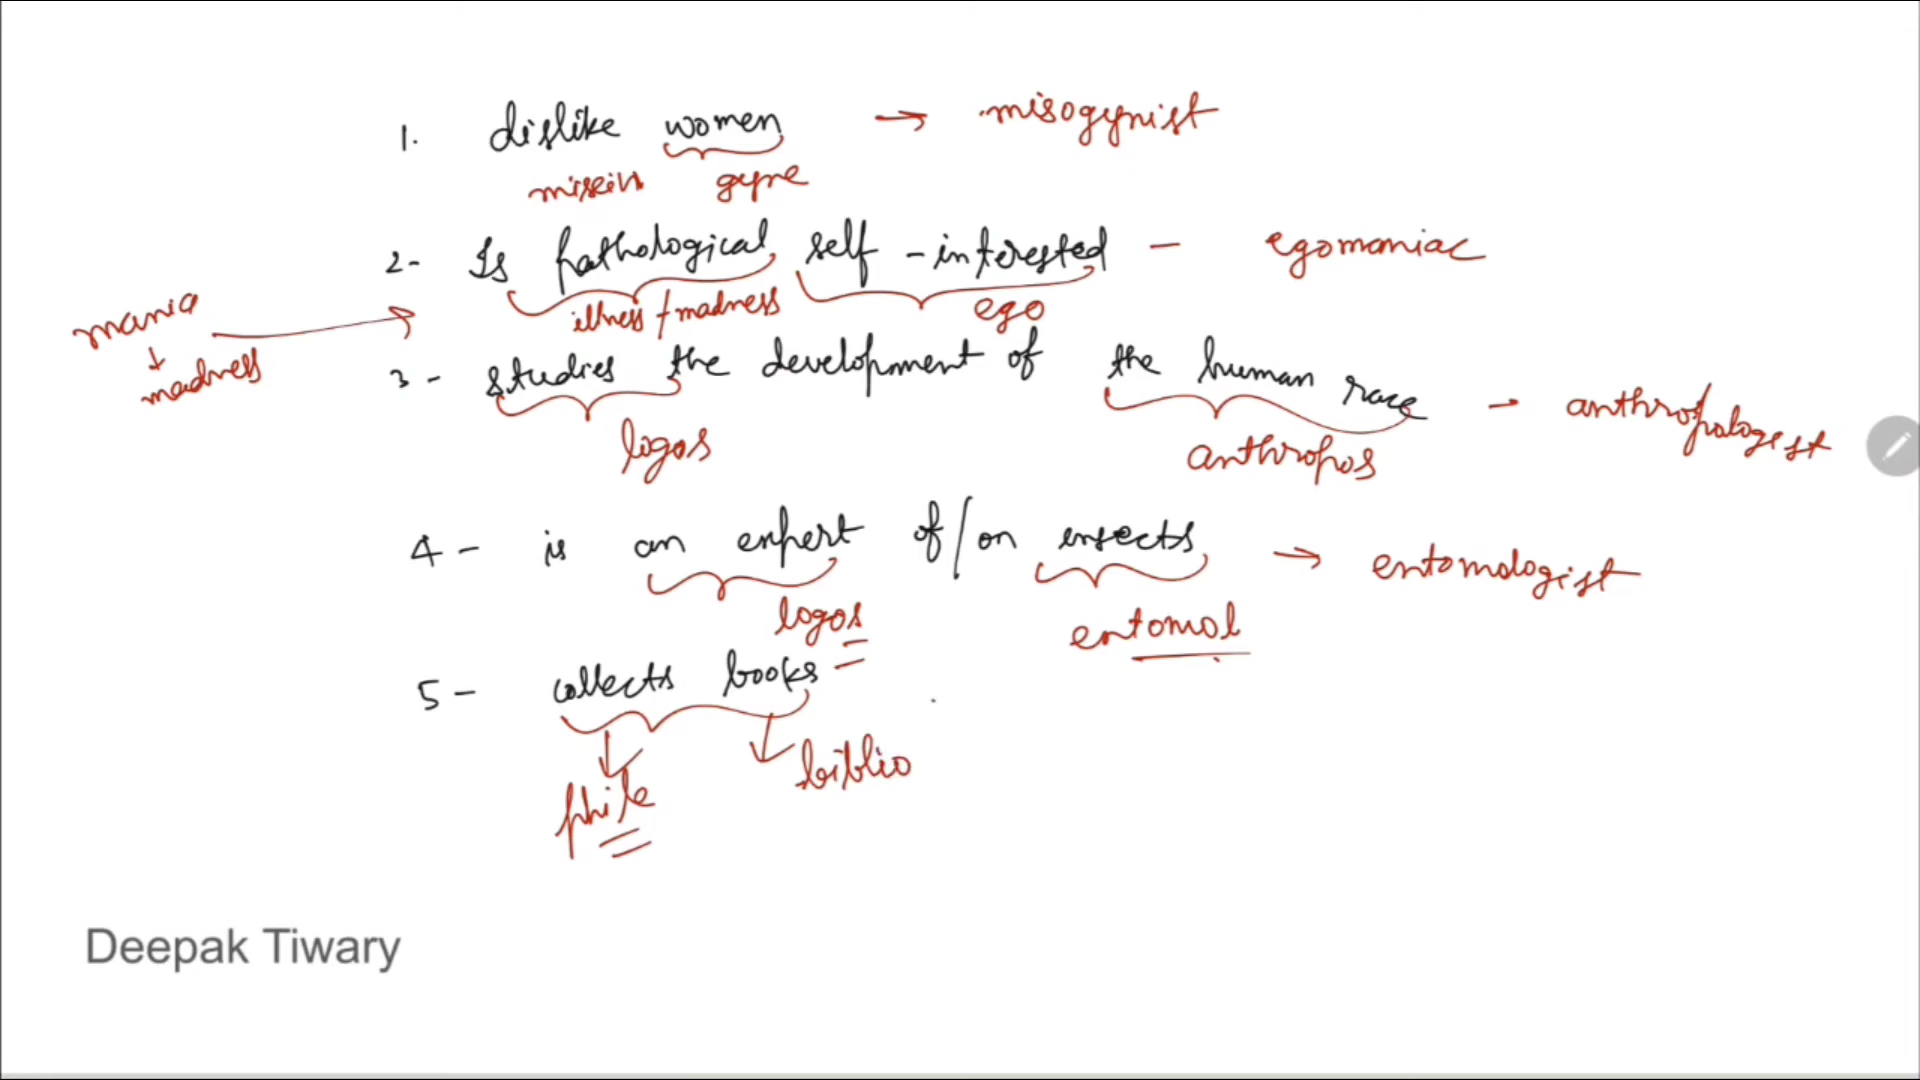 1. dislike women → misogynist
misein gyne
2- Is pathological self-interested - egomaniac
mania → illness/madness ego
↓ madness
3- studies the development of the human race - anthropologist
logos anthropos
4- is an expert of/on insects → entomologist
logos entomol
5- collects books
phile biblio
Deepak Tiwary